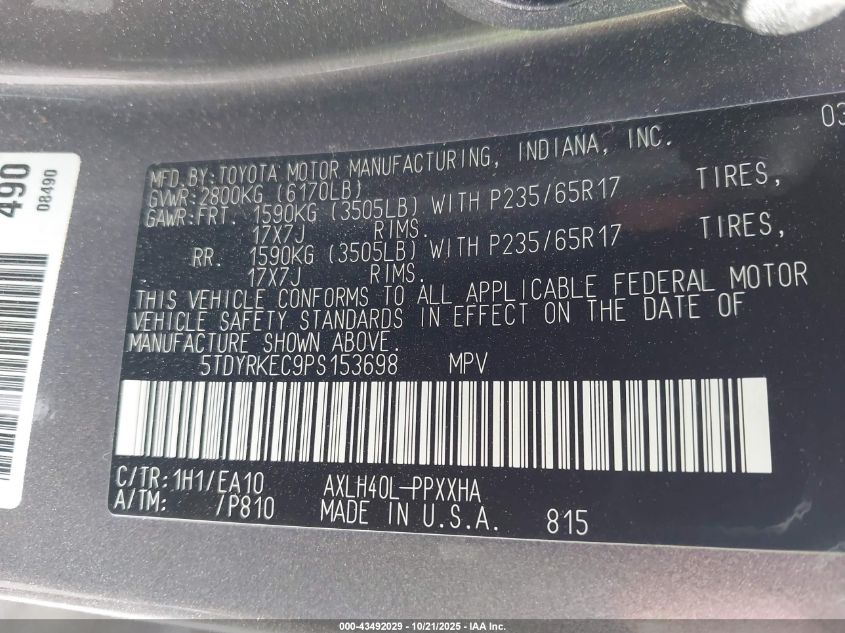 490
08490
03
MFD.BY:TOYOTA MOTOR MANUFACTURING, INDIANA, INC.
GVWR:2800KG (6170LB)
GAWR:FRT. 1590KG (3505LB) WITH P235/65R17 TIRES,
17X7J RIMS.
RR. 1590KG (3505LB) WITH P235/65R17 TIRES,
17X7J RIMS.
THIS VEHICLE CONFORMS TO ALL APPLICABLE FEDERAL MOTOR
VEHICLE SAFETY STANDARDS IN EFFECT ON THE DATE OF
MANUFACTURE SHOWN ABOVE.
5TDYRKEC9PS153698 MPV
C/TR:1H1/EA10 AXLH40L-PPXXHA
A/TM: /P810 MADE IN U.S.A. 815
000-43492029 - 10/21/2025 - IAA Inc.